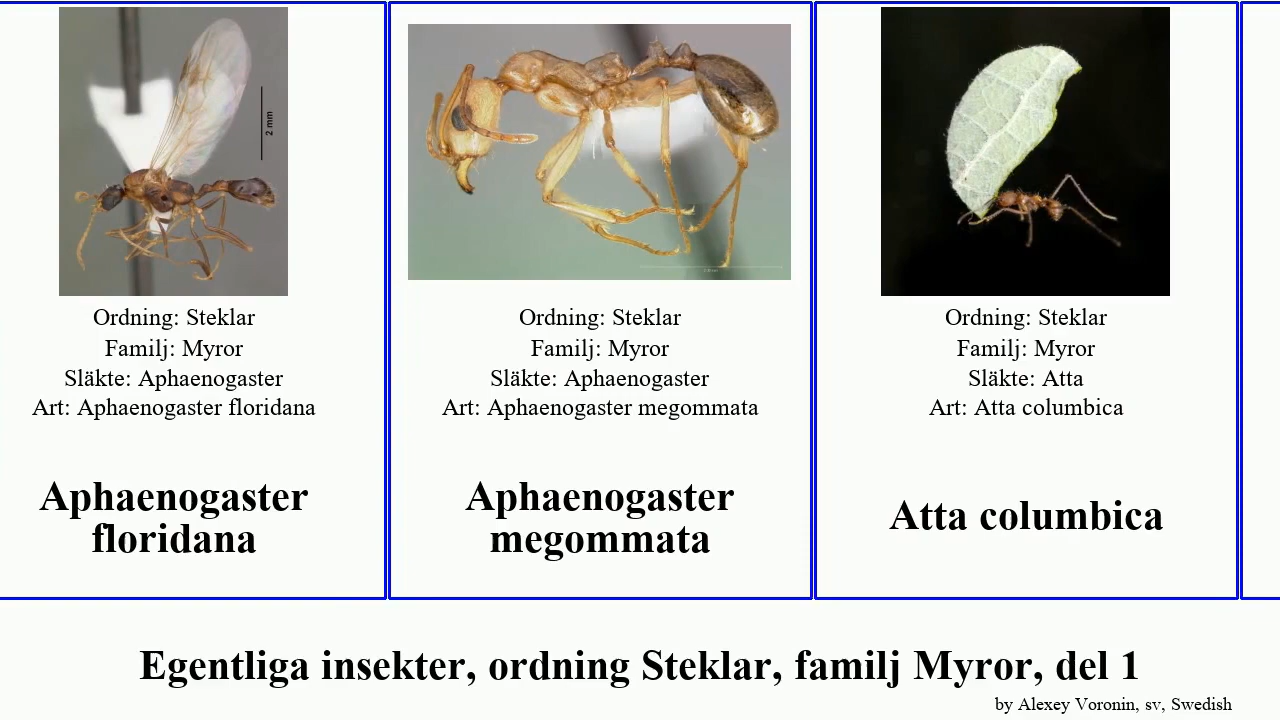 2 mm
Ordning: Steklar
Familj: Myror
Släkte: Aphaenogaster
Art: Aphaenogaster floridana
Aphaenogaster
floridana
Ordning: Steklar
Familj: Myror
Släkte: Aphaenogaster
Art: Aphaenogaster megommata
Aphaenogaster
megommata
Ordning: Steklar
Familj: Myror
Släkte: Atta
Art: Atta columbica
Atta columbica
Egentliga insekter, ordning Steklar, familj Myror, del 1
by Alexey Voronin, sv, Swedish